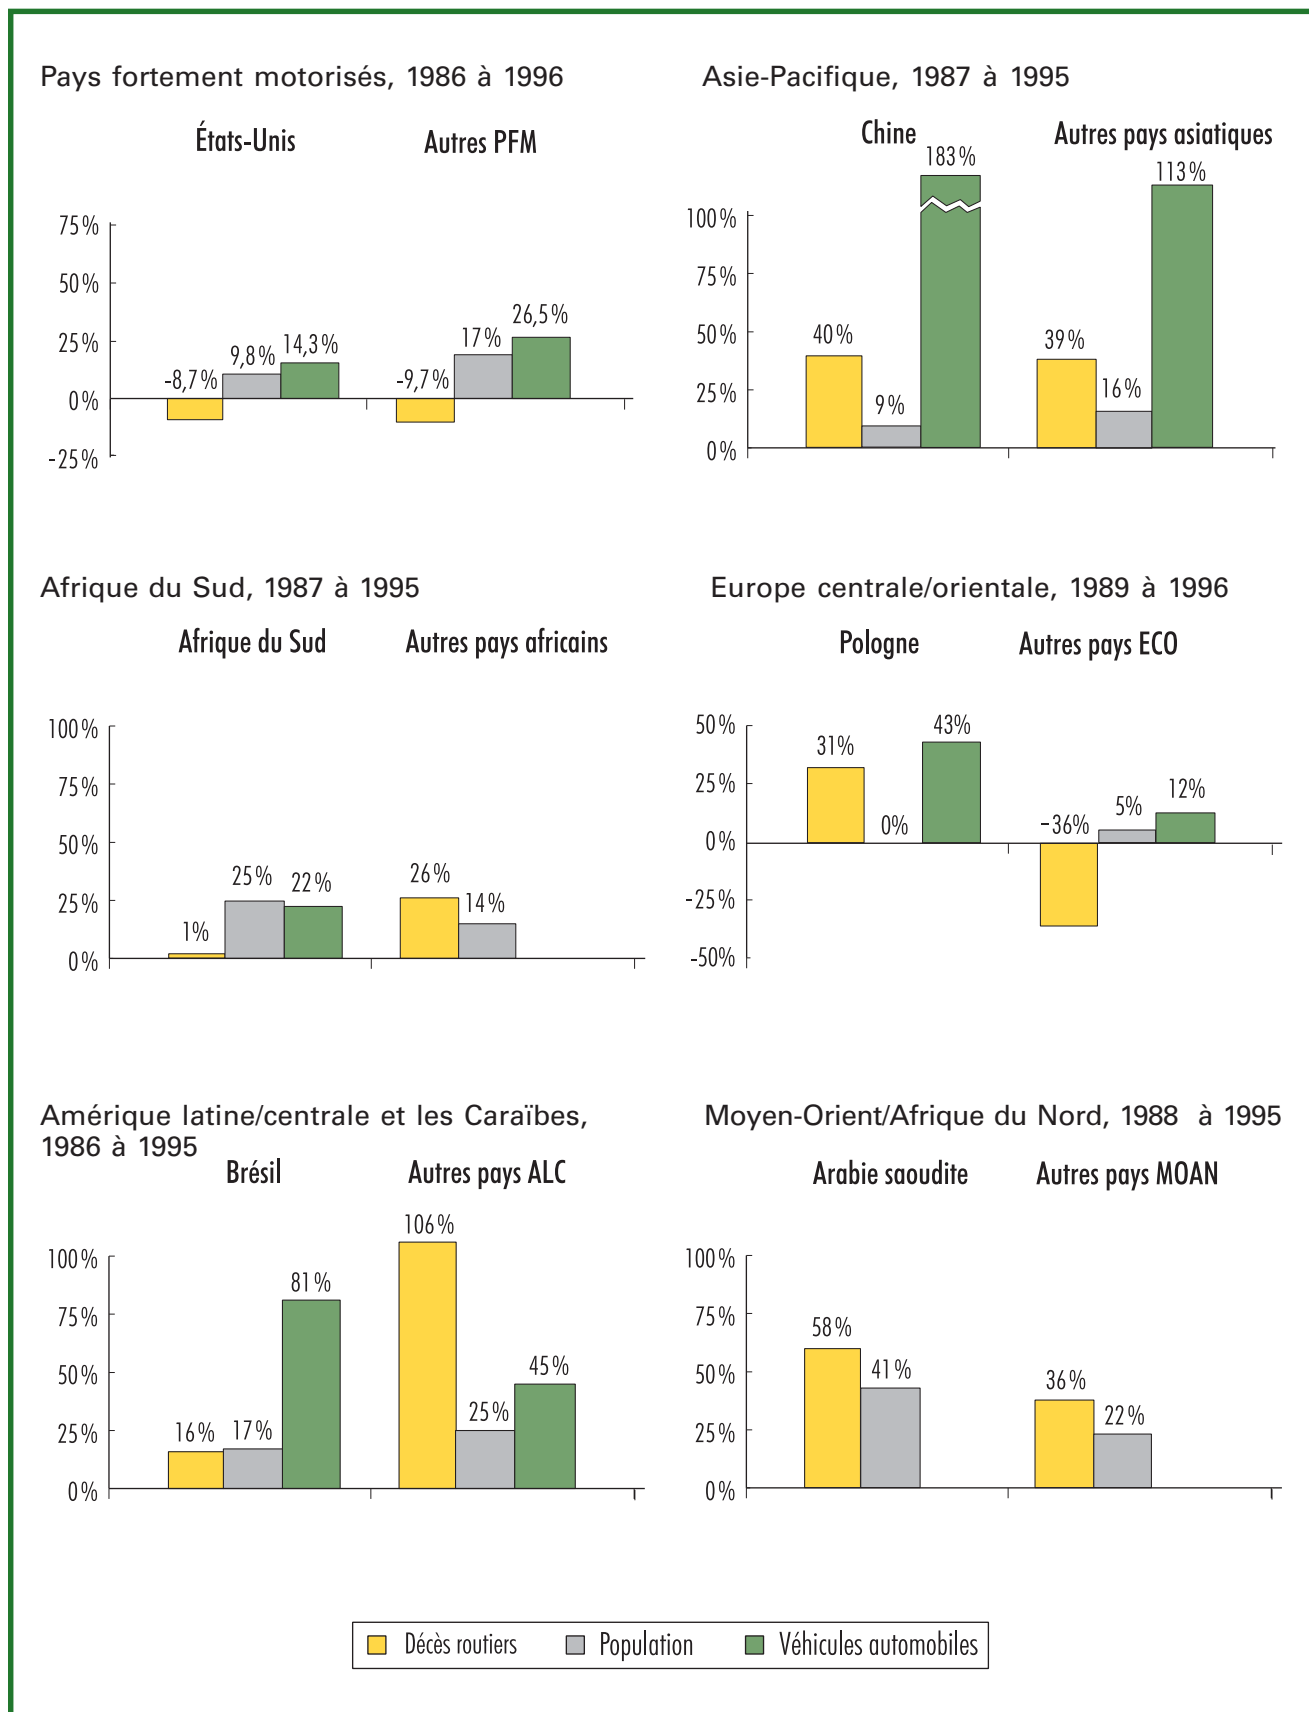 Pays fortement motorisés, 1986 à 1996
États-Unis
Autres PFM
75%
50%
25%
0%
-25%
-8,7%
9,8%
14,3%
-9,7%
17%
26,5%
Asie-Pacifique, 1987 à 1995
Chine
Autres pays asiatiques
100%
75%
50%
25%
0%
40%
9%
183%
39%
16%
113%
Afrique du Sud, 1987 à 1995
Afrique du Sud
Autres pays africains
100%
75%
50%
25%
0%
1%
25%
22%
26%
14%
Europe centrale/orientale, 1989 à 1996
Pologne
Autres pays ECO
50%
25%
0%
-25%
-50%
31%
0%
43%
-36%
5%
12%
Amérique latine/centrale et les Caraïbes,
1986 à 1995
Brésil
Autres pays ALC
100%
75%
50%
25%
0%
16%
17%
81%
106%
25%
45%
Moyen-Orient/Afrique du Nord, 1988 à 1995
Arabie saoudite
Autres pays MOAN
100%
75%
50%
25%
0%
58%
41%
36%
22%
Décès routiers
Population
Véhicules automobiles